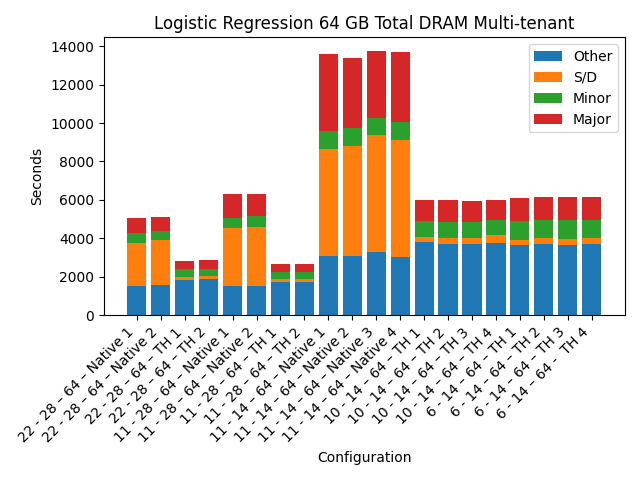 Logistic Regression 64 GB Total DRAM Multi-tenant
14000
12000
10000
8000
6000
4000
2000
0
Seconds
Other
S/D
Minor
Major
22 - 28 - 64 - Native 1
22 - 28 - 64 - Native 2
22 - 28 - 64 - TH 1
22 - 28 - 64 - TH 2
11 - 28 - 64 - Native 1
11 - 28 - 64 - Native 2
11 - 28 - 64 - TH 1
11 - 28 - 64 - TH 2
11 - 14 - 64 - Native 1
11 - 14 - 64 - Native 2
11 - 14 - 64 - Native 3
11 - 14 - 64 - Native 4
10 - 14 - 64 - TH 1
10 - 14 - 64 - TH 2
10 - 14 - 64 - TH 3
10 - 14 - 64 - TH 4
6 - 14 - 64 - TH 1
6 - 14 - 64 - TH 2
6 - 14 - 64 - TH 3
6 - 14 - 64 - TH 4
Configuration